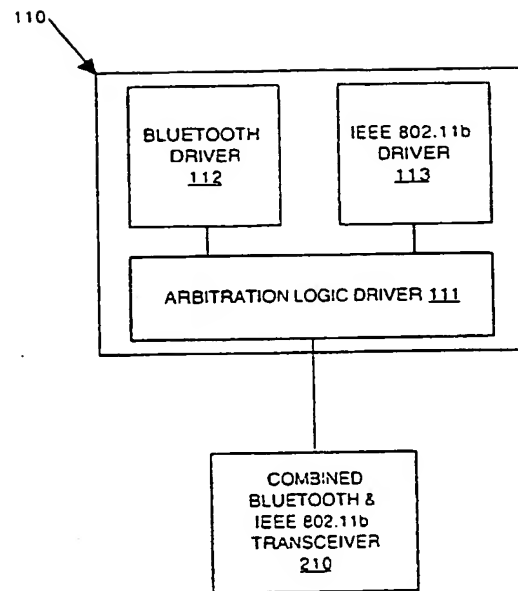 110
BLUETOOTH
DRIVER
112
IEEE 802.11b
DRIVER
113
ARBITRATION LOGIC DRIVER 111
COMBINED
BLUETOOTH &
IEEE 802.11b
TRANSCEIVER
210